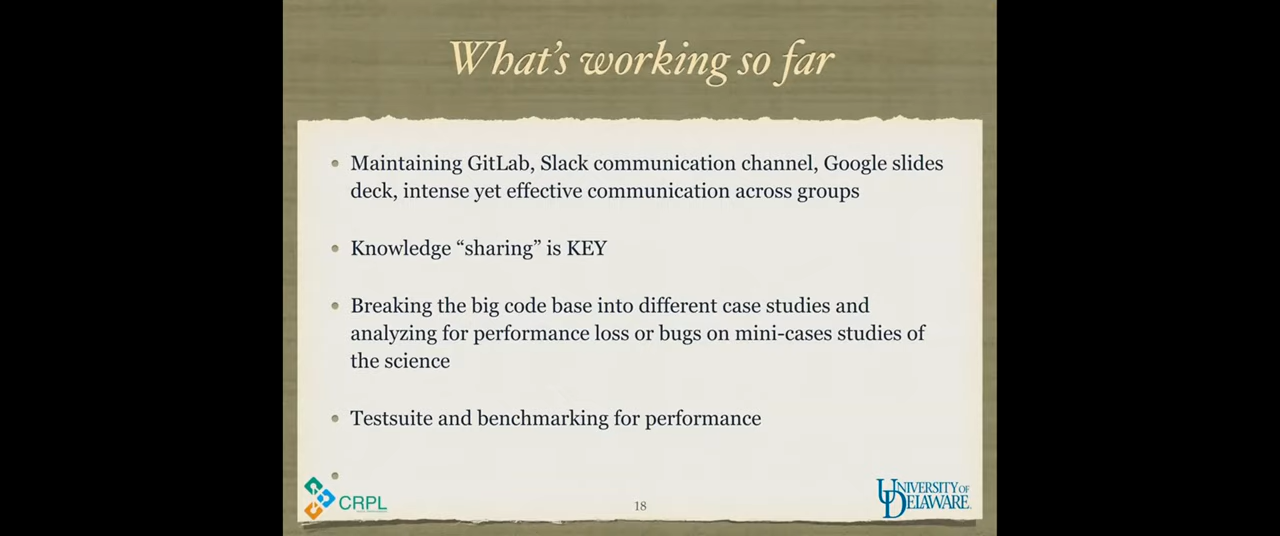 What's working so far
• Maintaining GitLab, Slack communication channel, Google slides
deck, intense yet effective communication across groups
• Knowledge “sharing” is KEY
• Breaking the big code base into different case studies and
analyzing for performance loss or bugs on mini-cases studies of
the science
• Testsuite and benchmarking for performance
•
CRPL
18
UNIVERSITY OF
DELAWARE